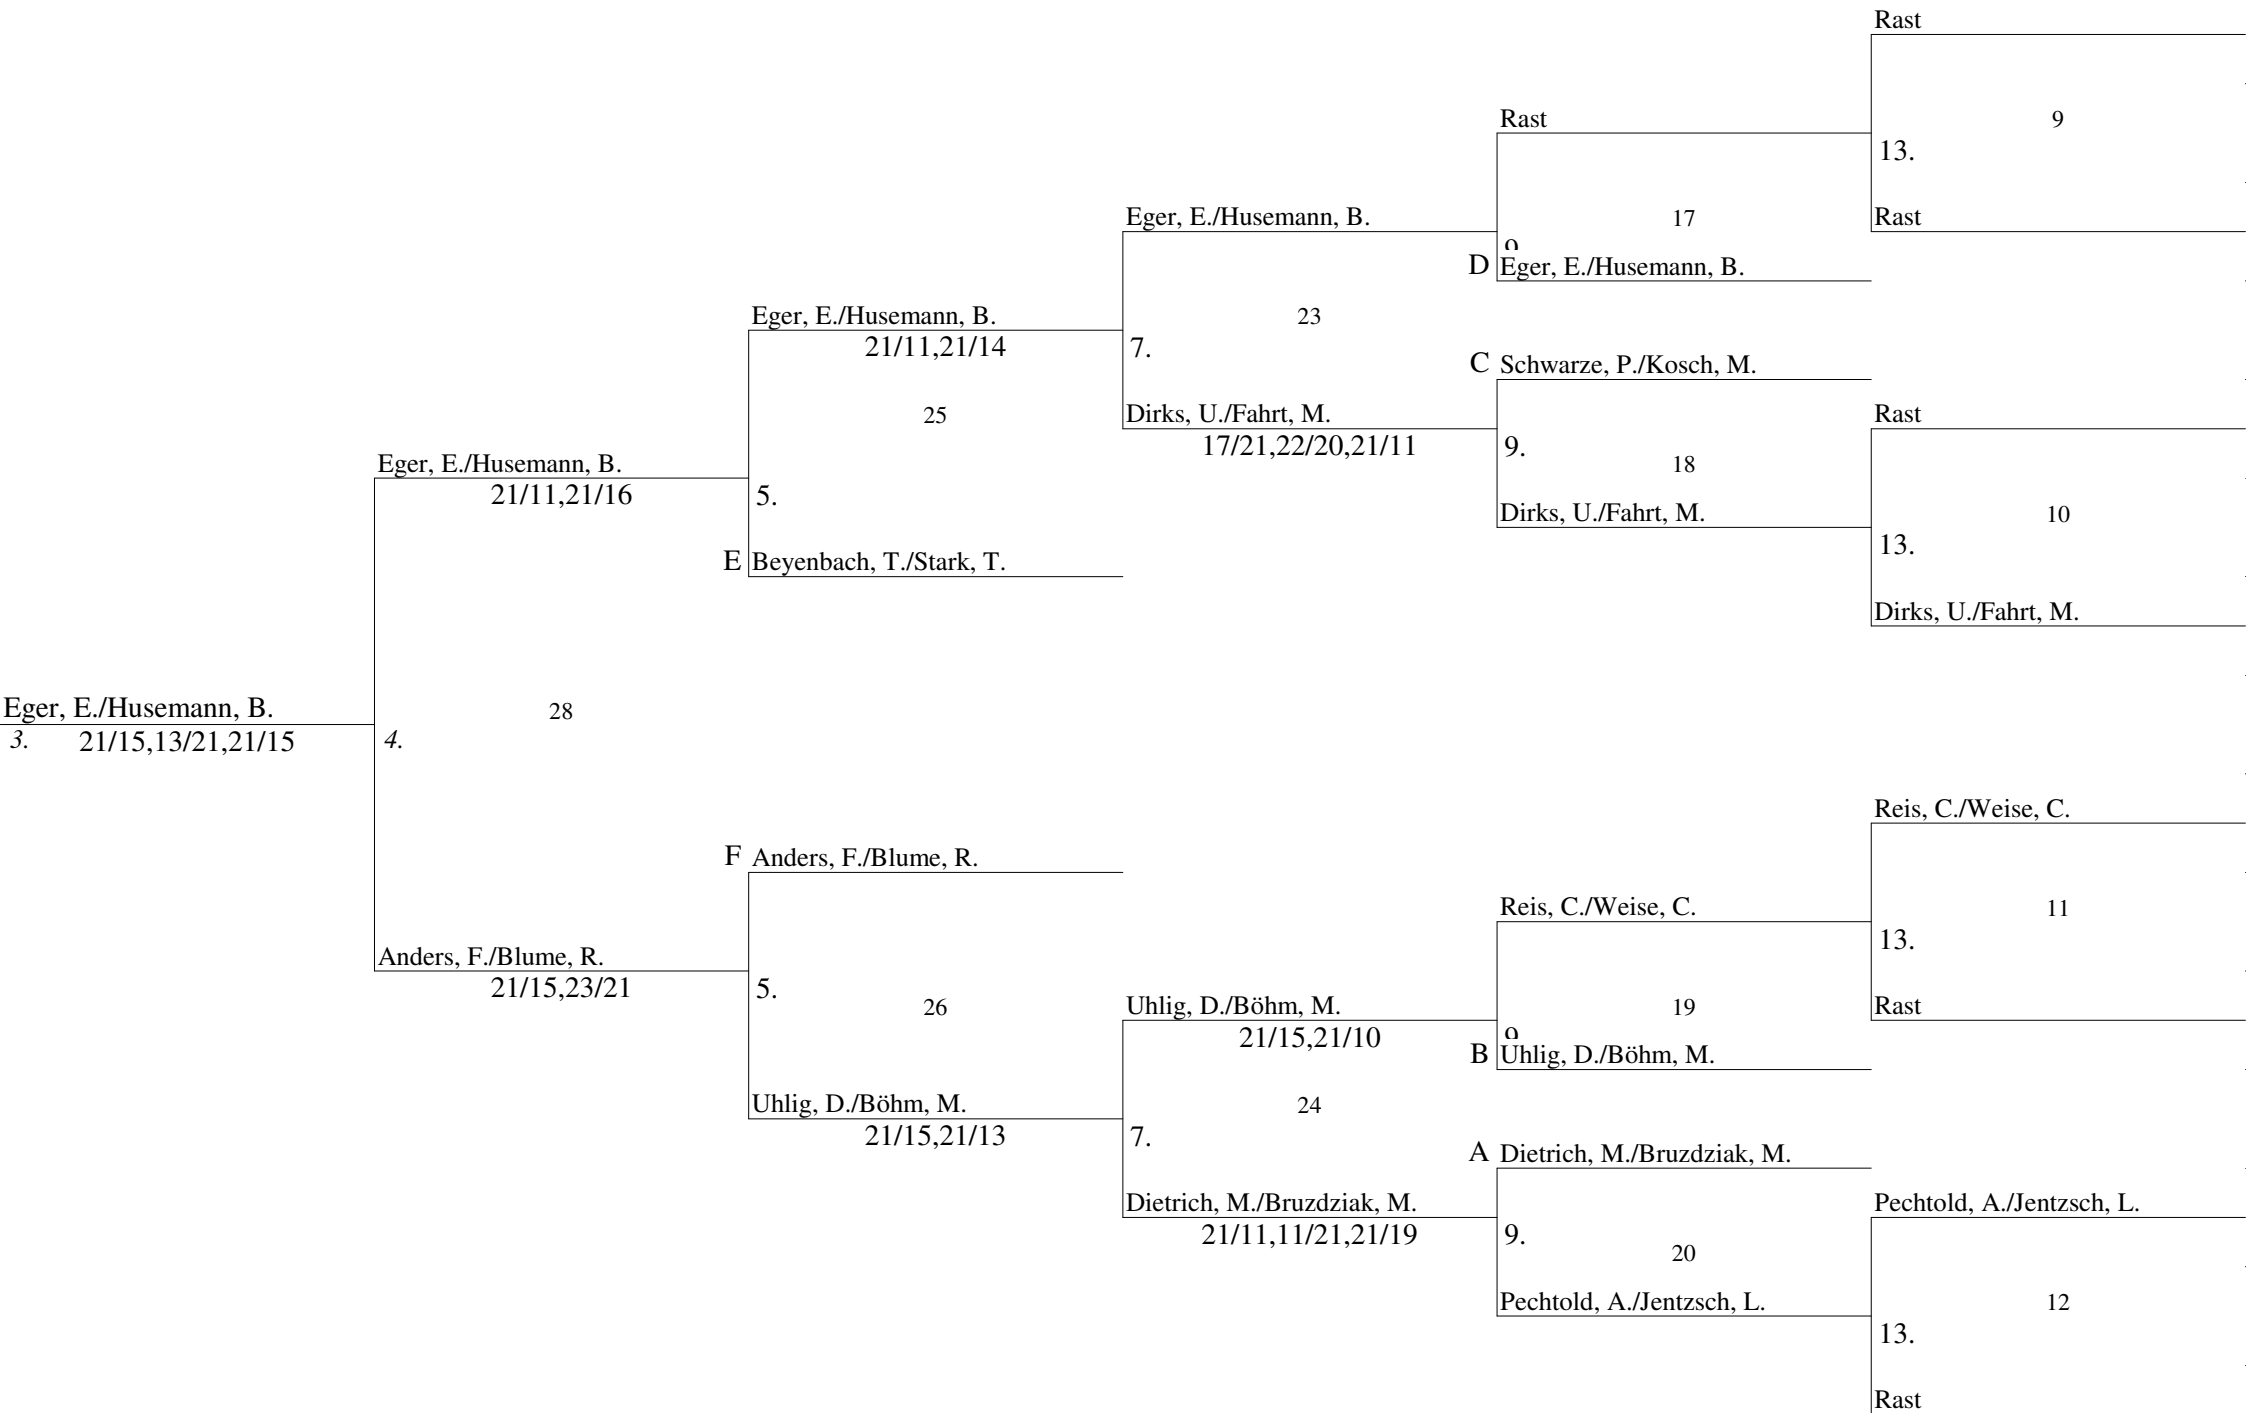 Rast
Rast
9
13.
Eger, E./Husemann, B.
17
Rast
9.
D Eger, E./Husemann, B.
Eger, E./Husemann, B.
23
21/11,21/14
7.
C Schwarze, P./Kosch, M.
25
Dirks, U./Fahrt, M.
Rast
17/21,22/20,21/11
9.
Eger, E./Husemann, B.
18
21/11,21/16
5.
Dirks, U./Fahrt, M.
10
13.
E Beyenbach, T./Stark, T.
Dirks, U./Fahrt, M.
Eger, E./Husemann, B.
28
3. 21/15,13/21,21/15
4.
Reis, C./Weise, C.
F Anders, F./Blume, R.
Reis, C./Weise, C.
11
13.
Anders, F./Blume, R.
21/15,23/21
5.
26
Uhlig, D./Böhm, M.
19
Rast
21/15,21/10
9.
B Uhlig, D./Böhm, M.
Uhlig, D./Böhm, M.
24
21/15,21/13
7.
A Dietrich, M./Bruzdziak, M.
Dietrich, M./Bruzdziak, M.
Pechtold, A./Jentzsch, L.
21/11,11/21,21/19
9.
20
Pechtold, A./Jentzsch, L.
12
13.
Rast